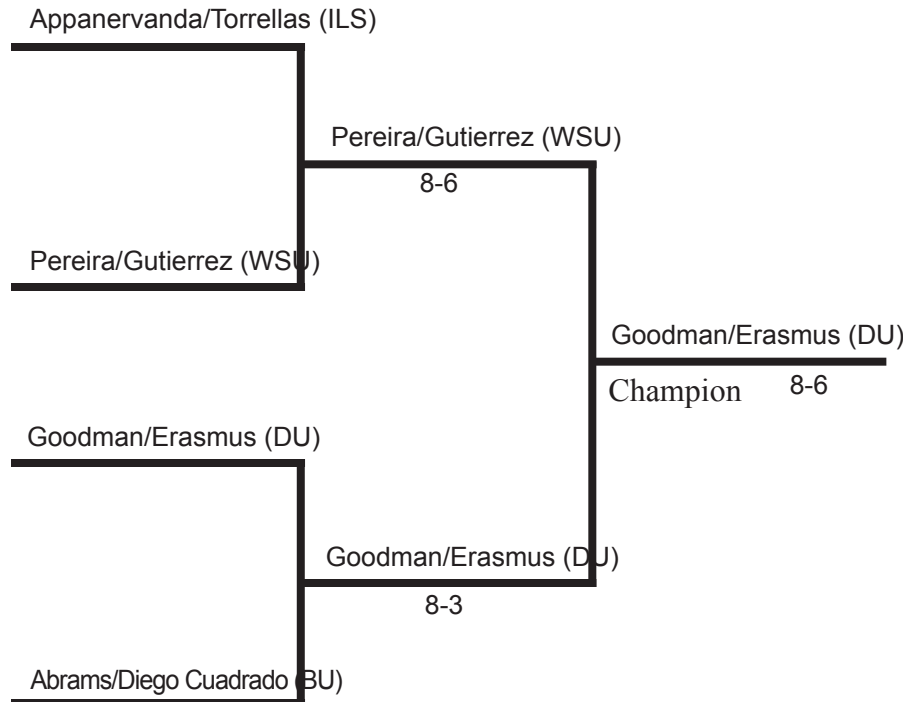 Appanervanda/Torrellas (ILS)
Pereira/Gutierrez (WSU)
8-6
Pereira/Gutierrez (WSU)
Goodman/Erasmus (DU)
Champion 8-6
Goodman/Erasmus (DU)
Goodman/Erasmus (DU)
8-3
Abrams/Diego Cuadrado (BU)